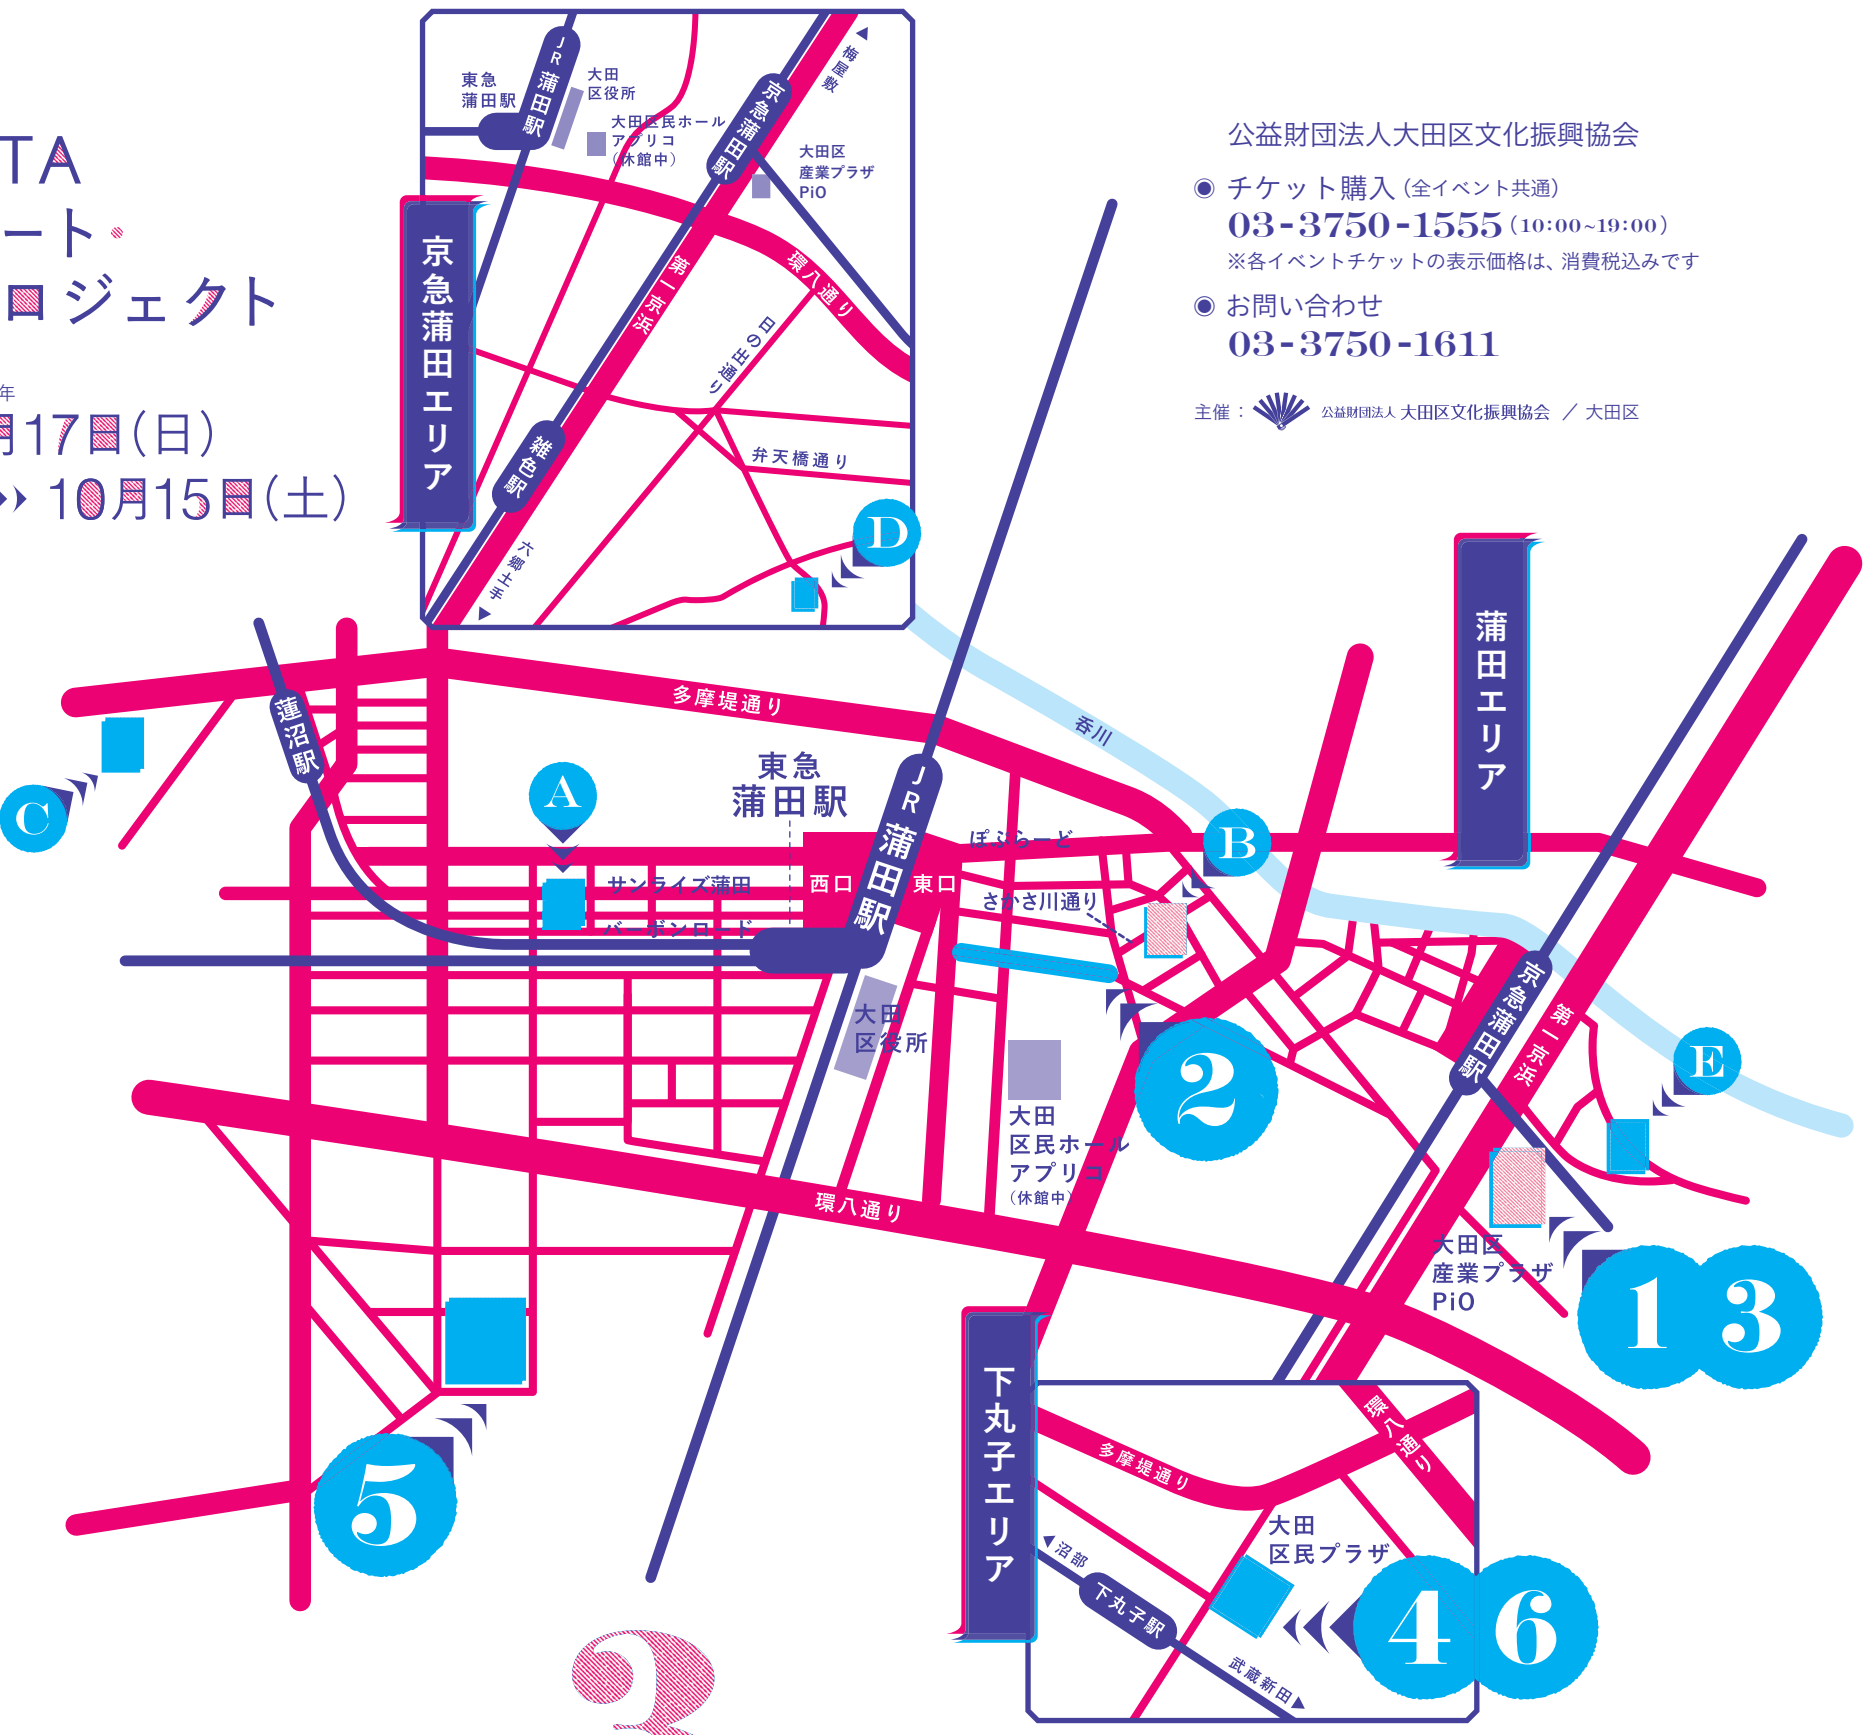 TA
ート
ロジェクト
年
月17日(日)
10月15日(土)
公益財団法人大田区文化振興協会
◉ チケット購入(全イベント共通)
03-3750-1555(10:00~19:00)
※各イベントチケットの表示価格は、消費税込みです
◉ お問い合わせ
03-3750-1611
主催: 公益財団法人 大田区文化振興協会 / 大田区
京急蒲田エリア
東急
蒲田駅
JR 蒲田駅
大田
区役所
大田区民ホール
アプリコ
(休館中)
京急蒲田駅
梅屋敷
大田区
産業プラザ
PiO
第一京浜
環八通り
日の出通り
弁天橋通り
雑色駅
六郷土手
D
蒲田エリア
多摩堤通り
呑川
蓮沼駅
C
A
B
東急
蒲田駅
JR 蒲田駅
ぽぷらーど
西口
東口
サンライズ蒲田
バーボンロード
さかさ川通り
大田
区役所
大田
区民ホール
アプリコ
(休館中)
2
京急蒲田駅
第一京浜
E
環八通り
大田区
産業プラザ
PiO
1
3
5
下丸子エリア
多摩堤通り
環八通り
大田
区民プラザ
沼部
下丸子駅
武蔵新田
4
6